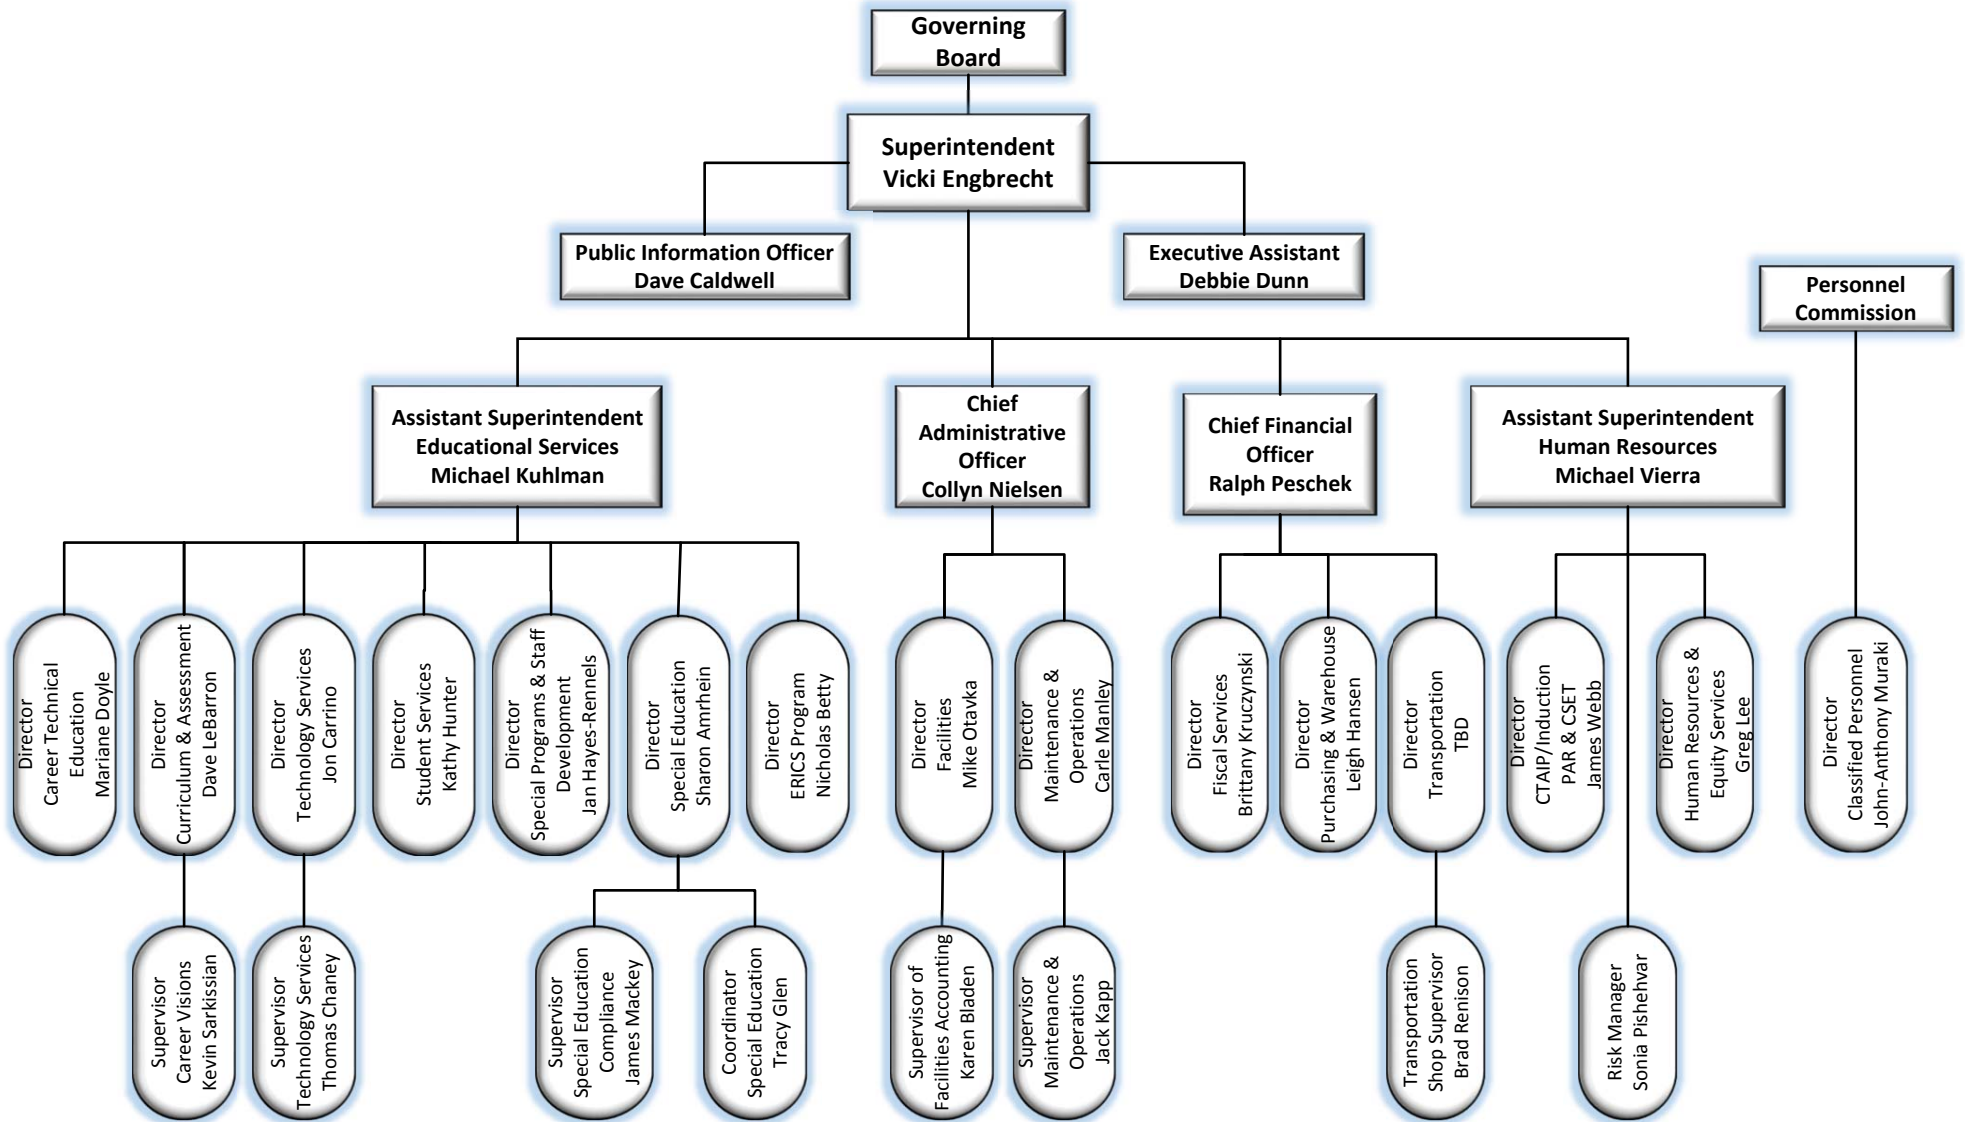 Governing
Board
Superintendent
Vicki Engbrecht
Public Information Officer
Dave Caldwell
Executive Assistant
Debbie Dunn
Personnel
Commission
Assistant Superintendent
Educational Services
Michael Kuhlman
Chief
Administrative
Officer
Collyn Nielsen
Chief Financial
Officer
Ralph Peschek
Assistant Superintendent
Human Resources
Michael Vierra
Director
Career Technical
Education
Mariane Doyle
Director
Curriculum & Assessment
Dave LeBarron
Director
Technology Services
Jon Carrino
Director
Student Services
Kathy Hunter
Director
Special Programs & Staff
Development
Jan Hayes-Rennels
Director
Special Education
Sharon Amrhein
Director
ERICS Program
Nicholas Betty
Director
Facilities
Mike Otavka
Director
Maintenance &
Operations
Carle Manley
Director
Fiscal Services
Brittany Kruczynski
Director
Purchasing & Warehouse
Leigh Hansen
Director
Transportation
TBD
Director
CTAIP/Induction
PAR & CSET
James Webb
Director
Human Resources &
Equity Services
Greg Lee
Director
Classified Personnel
John-Anthony Muraki
Supervisor
Career Visions
Kevin Sarkissian
Supervisor
Technology Services
Thomas Chaney
Supervisor
Special Education
Compliance
James Mackey
Coordinator
Special Education
Tracy Glen
Supervisor of
Facilities Accounting
Karen Bladen
Supervisor
Maintenance &
Operations
Jack Kapp
Transportation
Shop Supervisor
Brad Renison
Risk Manager
Sonia Pishehvar